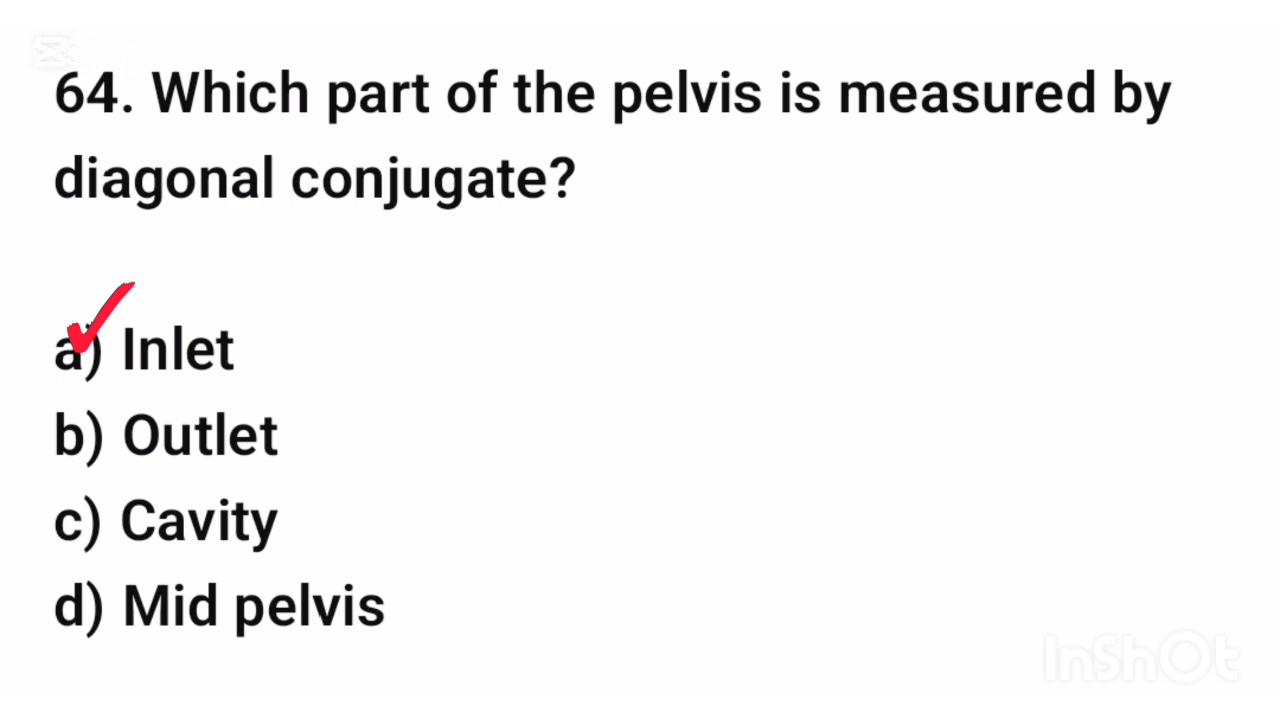 64. Which part of the pelvis is measured by
diagonal conjugate?
a) Inlet
b) Outlet
c) Cavity
d) Mid pelvis
InShOt